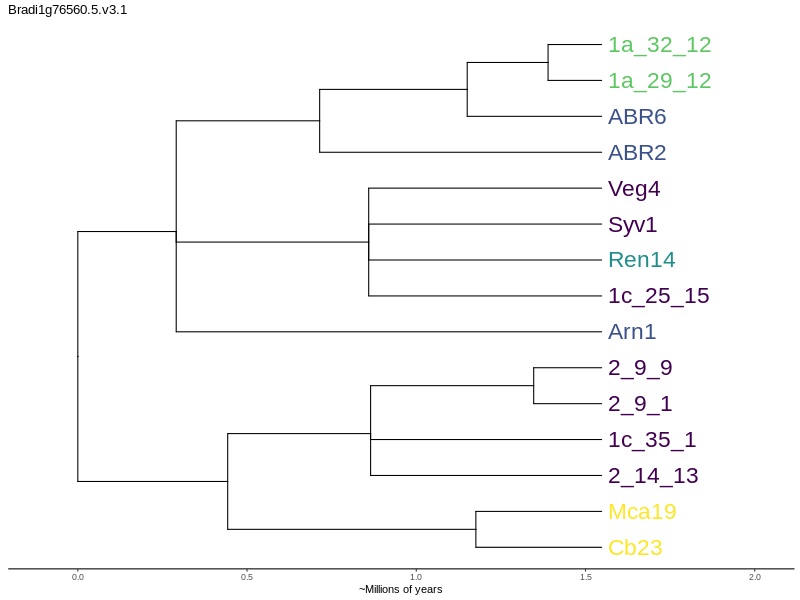 Bradi1g76560.5.v3.1
1a_32_12
1a_29_12
ABR6
ABR2
Veg4
Syv1
Ren14
1c_25_15
Arn1
2_9_9
2_9_1
1c_35_1
2_14_13
Mca19
Cb23
0.0 0.5 1.0 1.5 2.0
~Millions of years